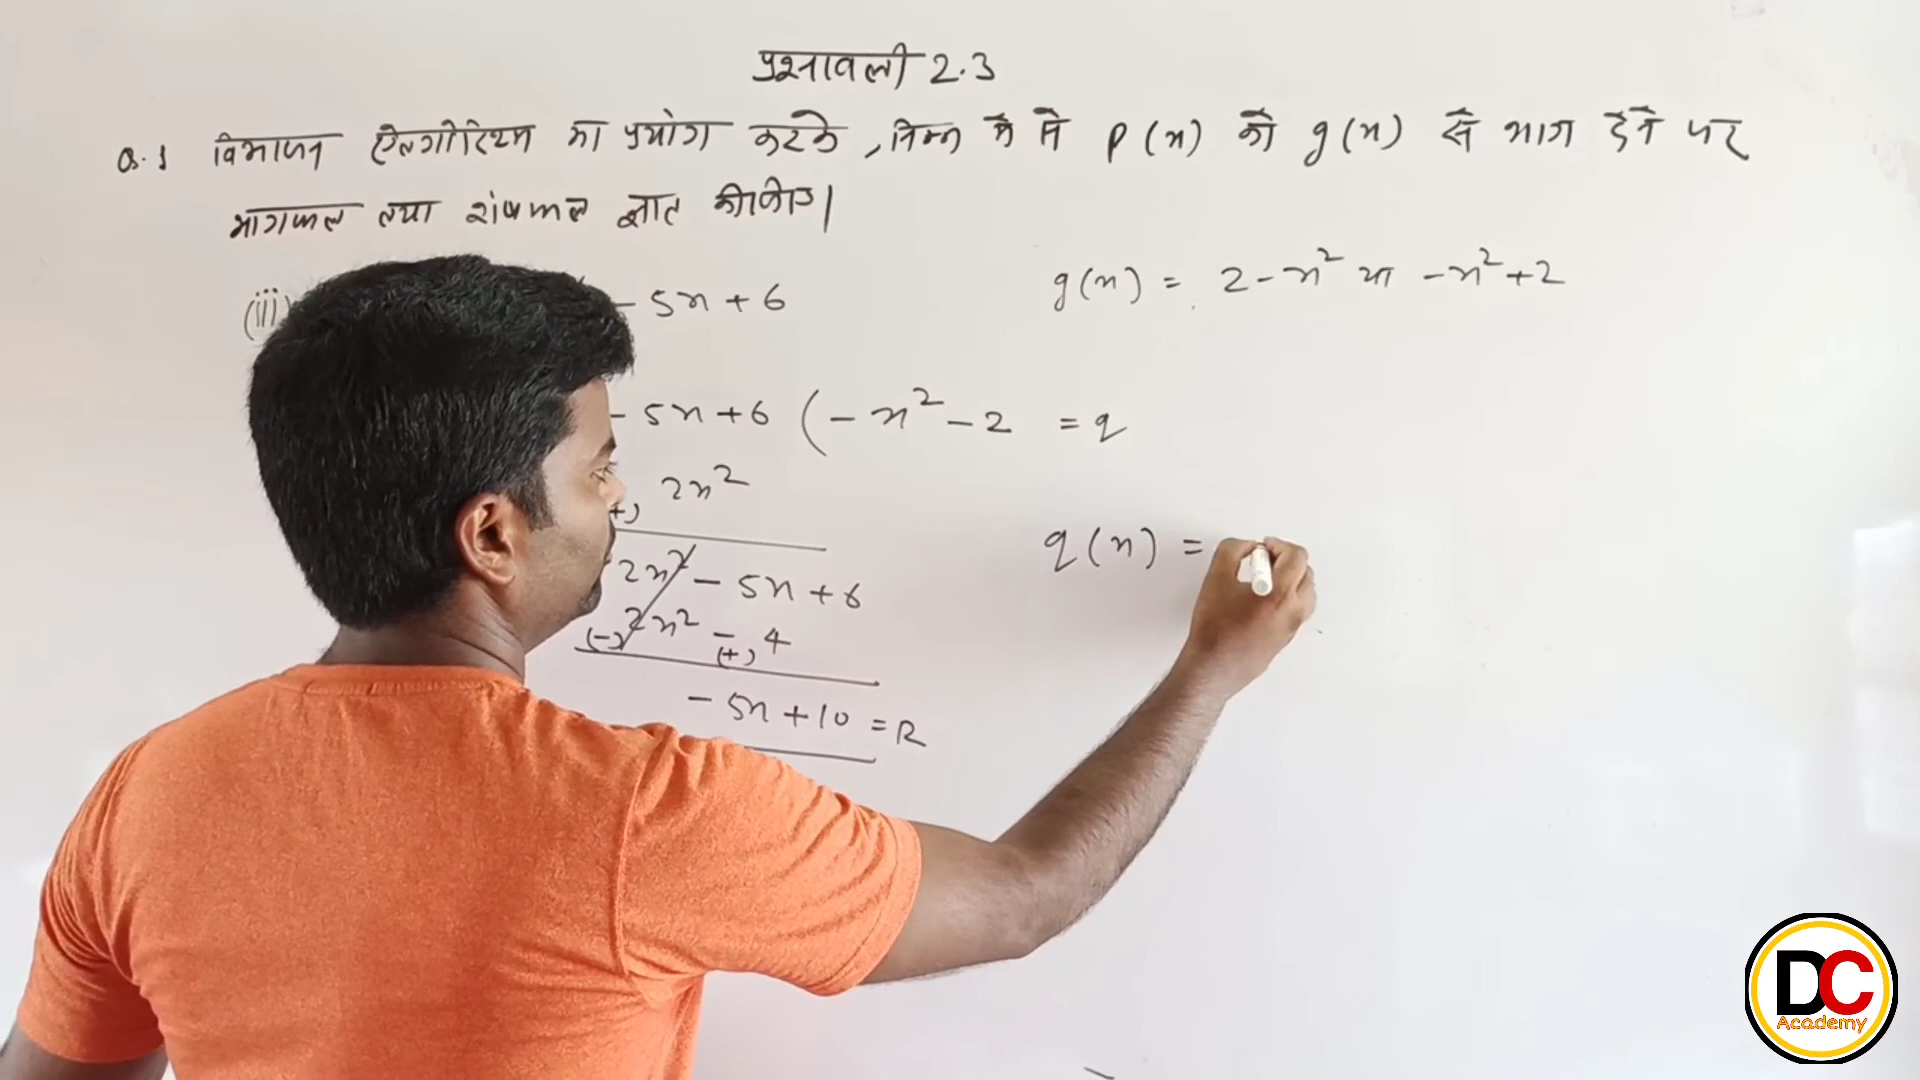 प्रश्नावली 2.3
Q.1 विभाजन ऐल्गोरिथ्म का प्रयोग करके, निम्न में से p(x) को g(x) से भाग देने पर
भागफल तथा शेषफल ज्ञात कीजिए।
(iii) - 5x + 6
g(x) = 2 - x² या -x² + 2
- 5x + 6 ( - x² - 2 = q
(+) 2x²
2x² - 5x + 6
(-) 2x² - (+) 4
- 5x + 10 = R
q(x) =
DC
Academy